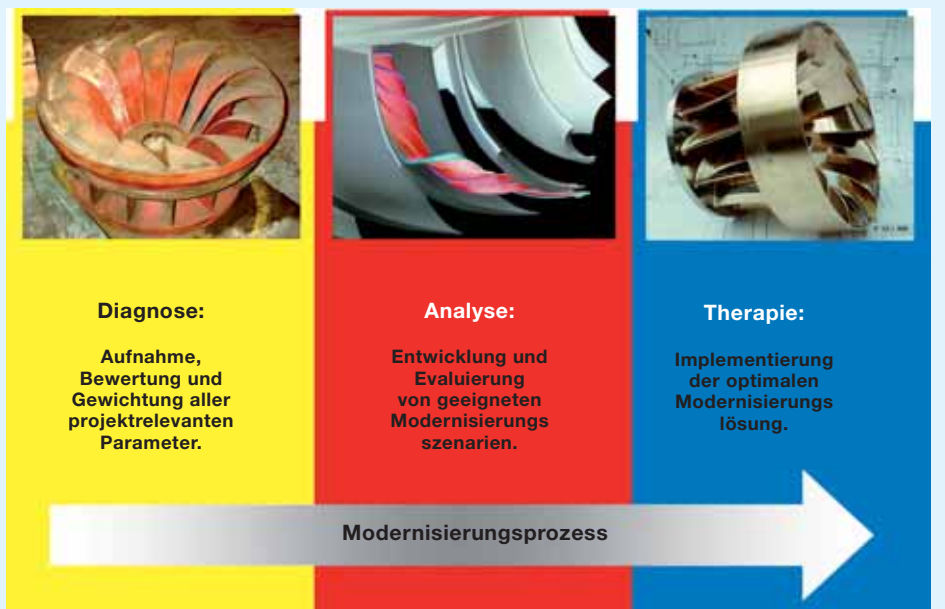 Diagnose:
Aufnahme,
Bewertung und
Gewichtung aller
projektrelevanten
Parameter.
Analyse:
Entwicklung und
Evaluierung
von geeigneten
Modernisierungs
szenarien.
Therapie:
Implementierung
der optimalen
Modernisierungs
lösung.
Modernisierungsprozess